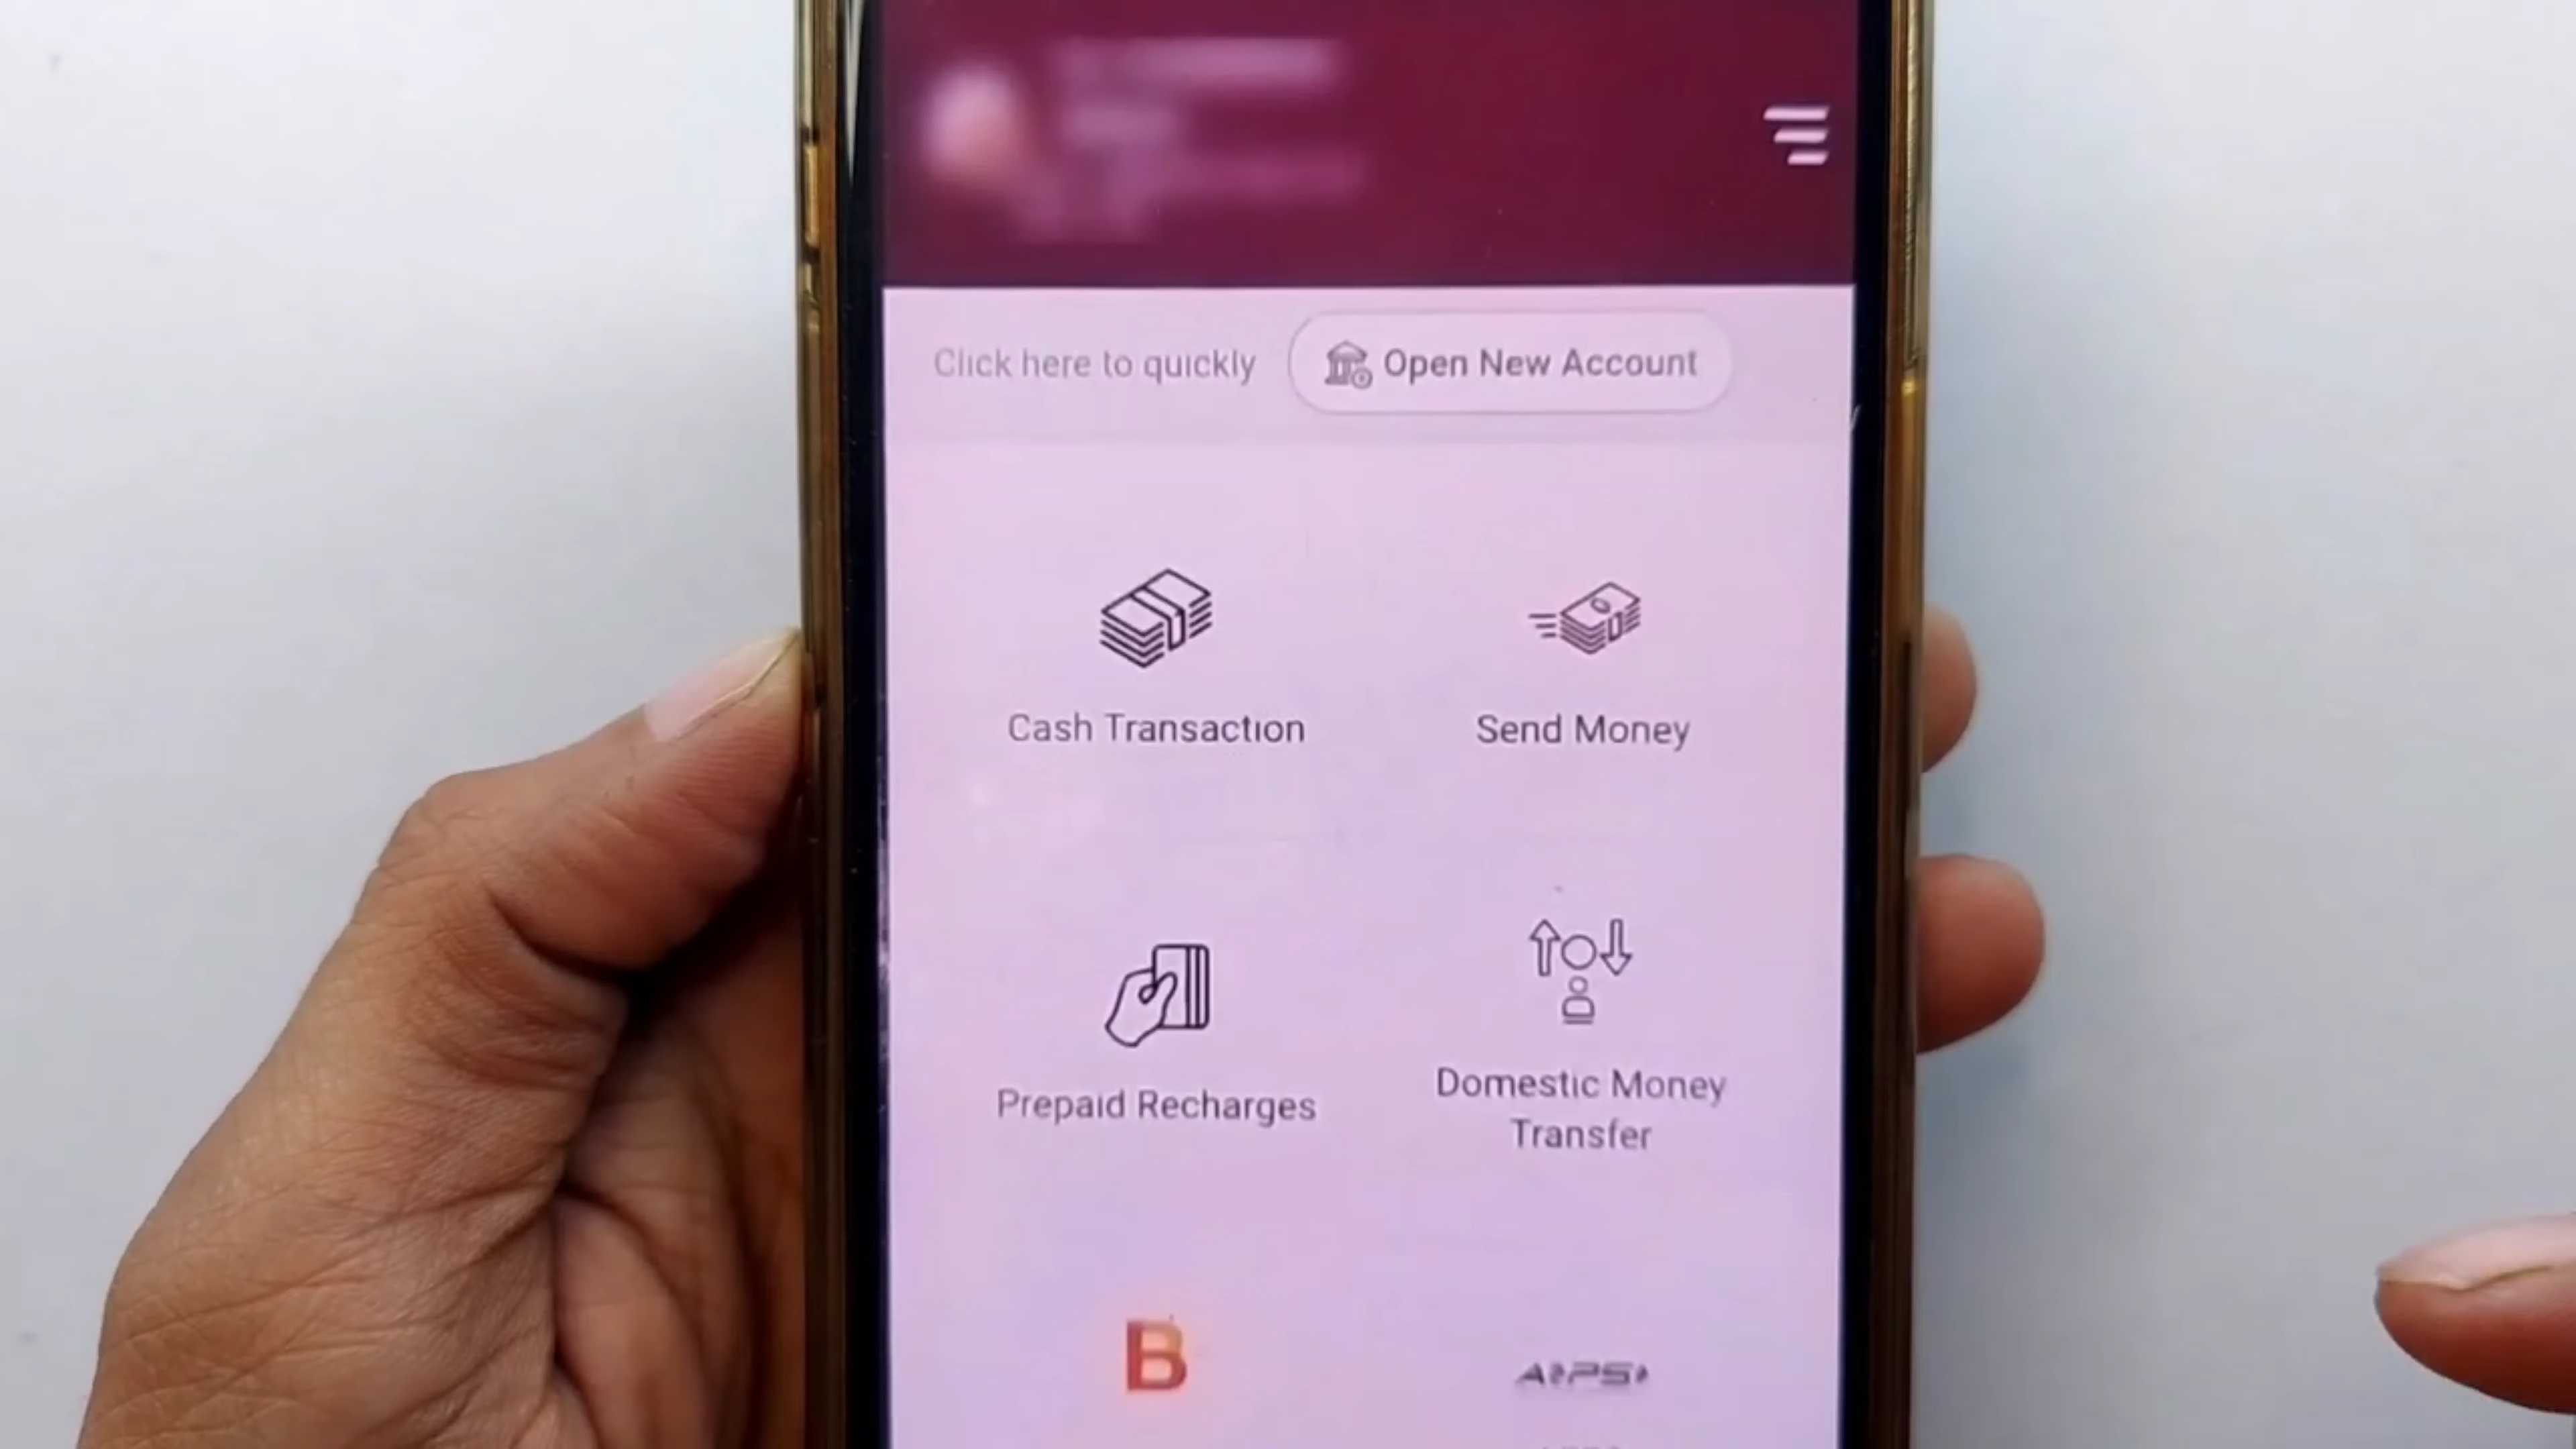 Click here to quickly
Open New Account
Cash Transaction
Send Money
Prepaid Recharges
Domestic Money
Transfer
B